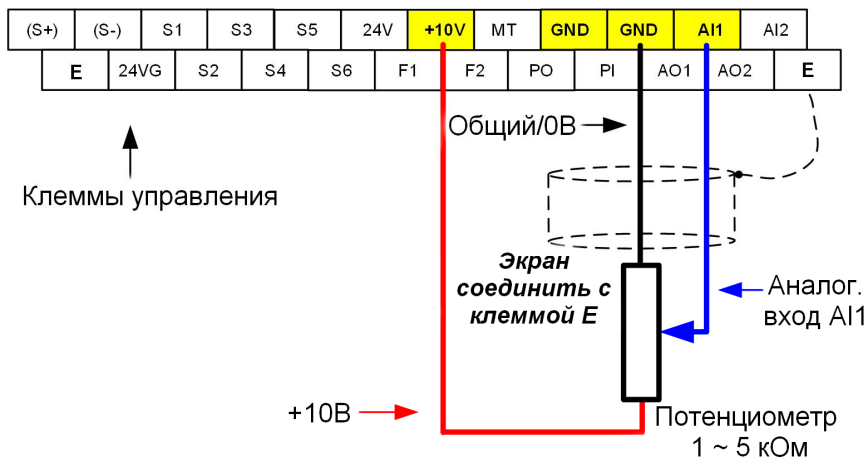 (S+) (S-) S1 S3 S5 24V +10V MT GND GND AI1 AI2
E 24VG S2 S4 S6 F1 F2 PO PI AO1 AO2 E
Общий/0В
Клеммы управления
Экран
соединить с
клеммой E
Аналог.
вход AI1
+10В
Потенциометр
1 ~ 5 кОм